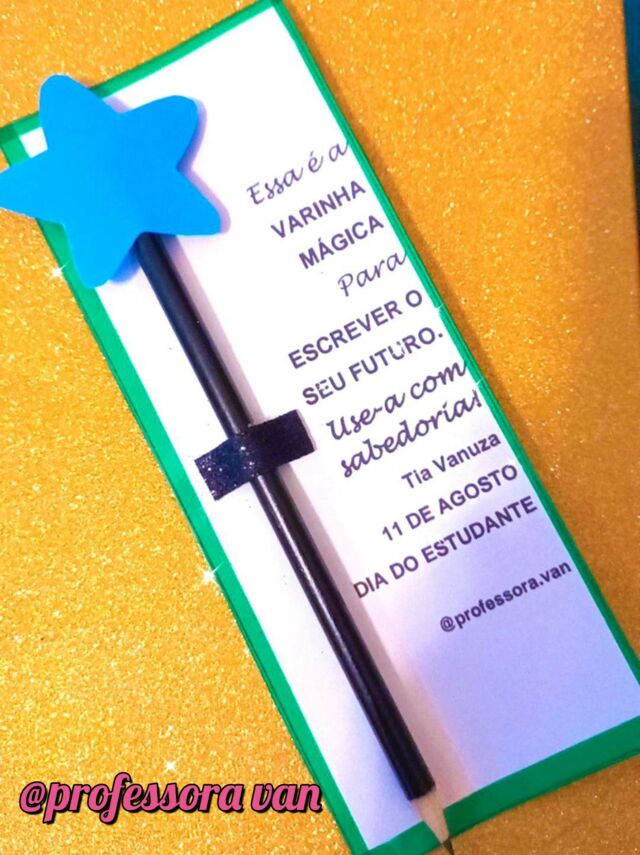 Essa é a
VARINHA
MÁGICA
Para
ESCREVER O
SEU FUTURO.
Use-a com
sabedoria!
Tia Vanuza
11 DE AGOSTO
DIA DO ESTUDANTE
@professora.van
@professora van